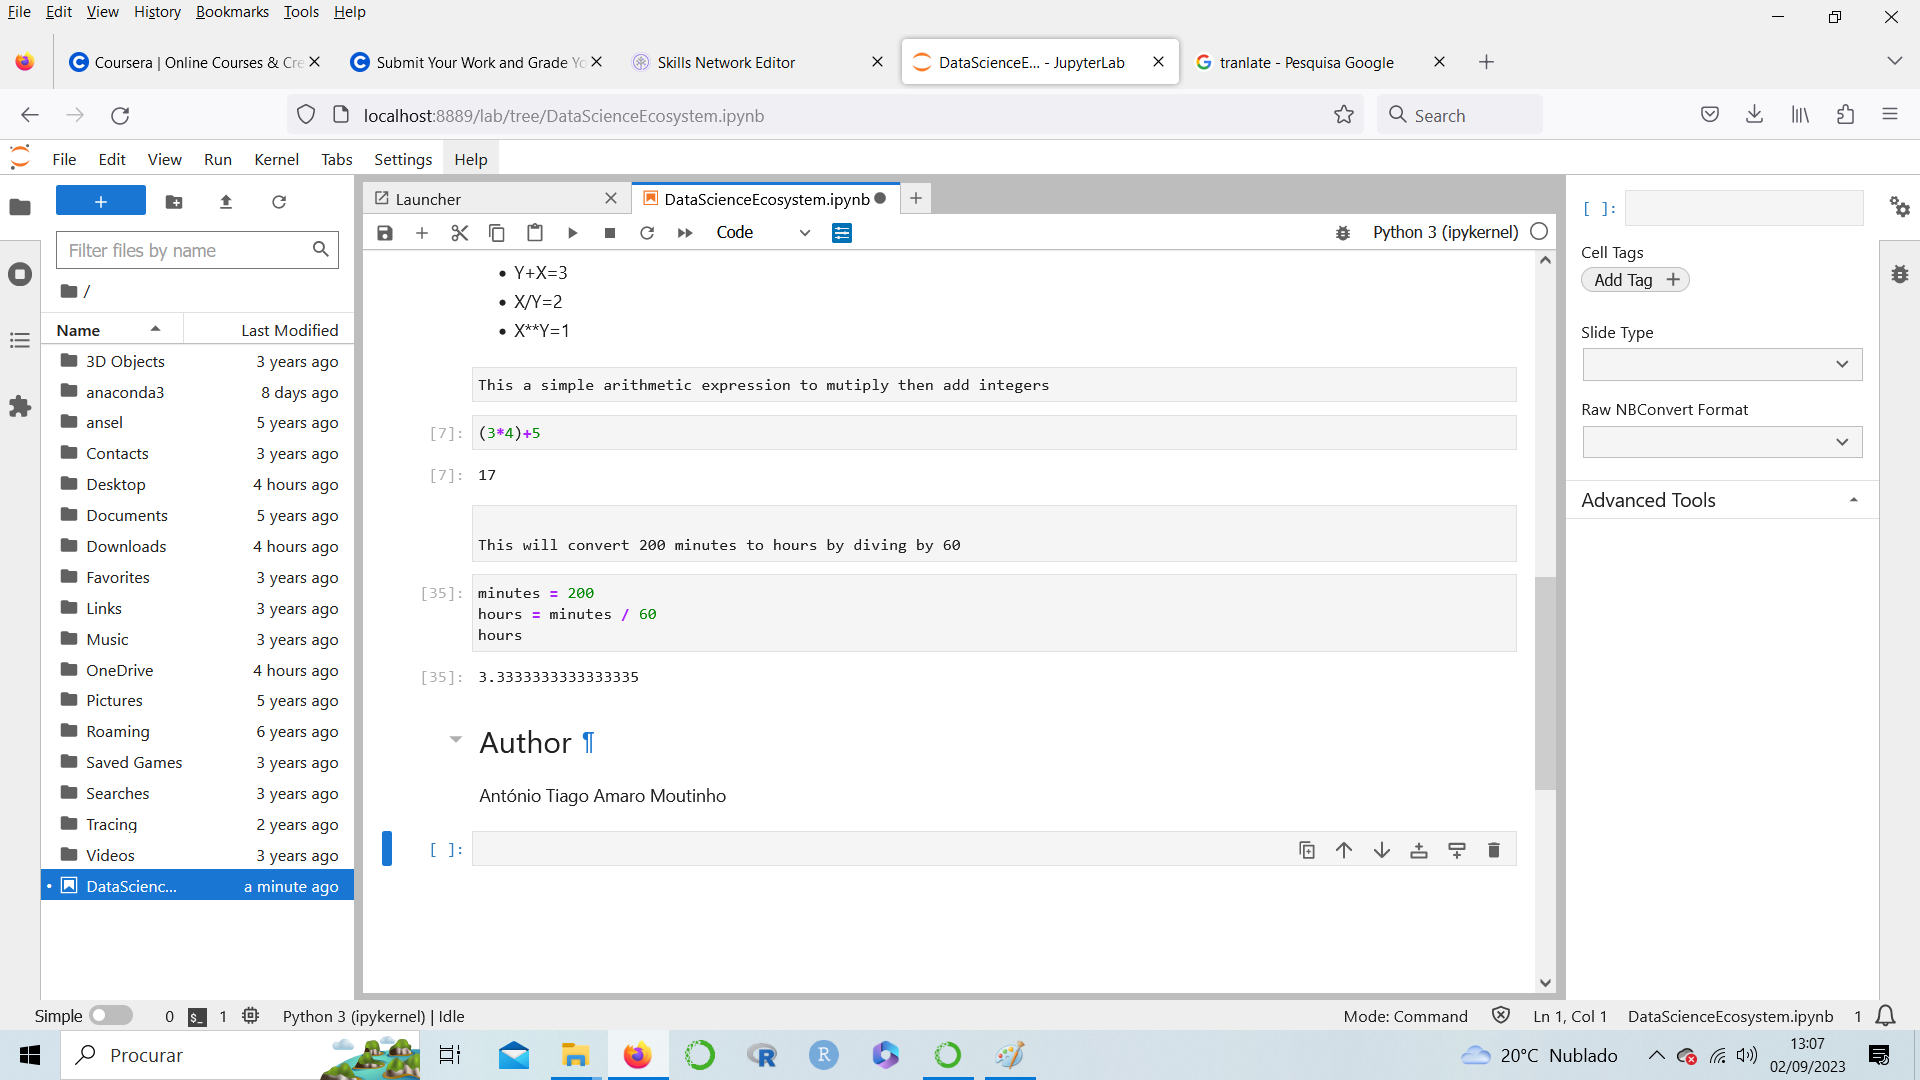 File Edit View History Bookmarks Tools Help
Coursera | Online Courses & Cre
Submit Your Work and Grade Yo
Skills Network Editor
DataScienceE... - JupyterLab
tranlate - Pesquisa Google
localhost:8889/lab/tree/DataScienceEcosystem.ipynb
Search
File Edit View Run Kernel Tabs Settings Help
Filter files by name
/
Name Last Modified
3D Objects 3 years ago
anaconda3 8 days ago
ansel 5 years ago
Contacts 3 years ago
Desktop 4 hours ago
Documents 5 years ago
Downloads 4 hours ago
Favorites 3 years ago
Links 3 years ago
Music 3 years ago
OneDrive 4 hours ago
Pictures 5 years ago
Roaming 6 years ago
Saved Games 3 years ago
Searches 3 years ago
Tracing 2 years ago
Videos 3 years ago
DataScienc... a minute ago
Launcher
DataScienceEcosystem.ipynb
Code
Python 3 (ipykernel)
• Y+X=3
• X/Y=2
• X**Y=1
This a simple arithmetic expression to mutiply then add integers
[7]: (3*4)+5
[7]: 17
This will convert 200 minutes to hours by diving by 60
[35]: minutes = 200
hours = minutes / 60
hours
[35]: 3.3333333333333335
Author ¶
António Tiago Amaro Moutinho
[ ]:
[ ]:
Cell Tags
Add Tag +
Slide Type
Raw NBConvert Format
Advanced Tools
Simple 0 $_ 1 Python 3 (ipykernel) | Idle
Mode: Command Ln 1, Col 1 DataScienceEcosystem.ipynb 1
Procurar
R
R
20°C Nublado
13:07
02/09/2023